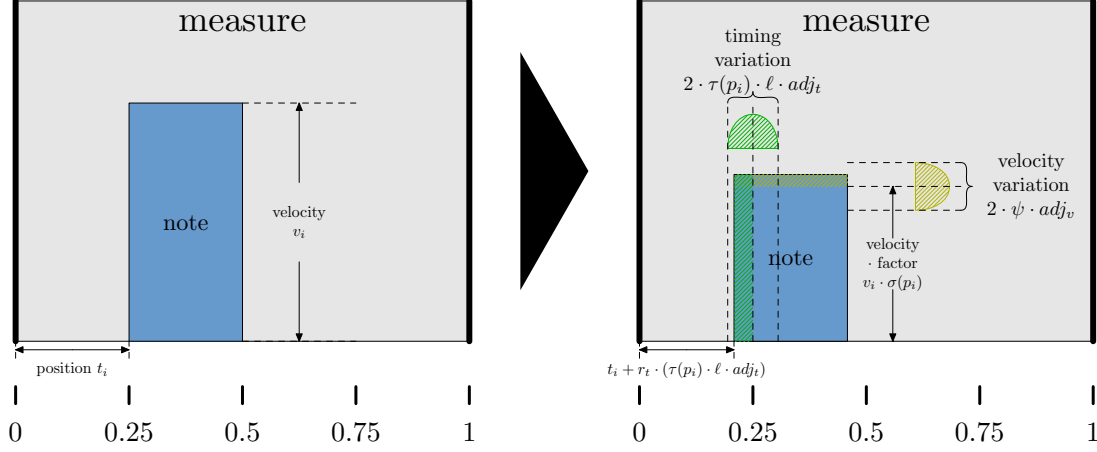 measure
note
velocity
v_i
position t_i
0 0.25 0.5 0.75 1
measure
timing
variation
2 · τ(p_i) · ℓ · adj_t
velocity
variation
2 · ψ · adj_v
note
velocity
· factor
v_i · σ(p_i)
t_i + r_t · (τ(p_i) · ℓ · adj_t)
0 0.25 0.5 0.75 1